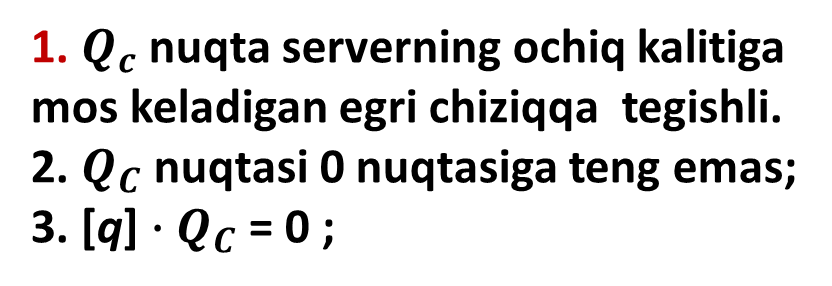 1. Q_c nuqta serverning ochiq kalitiga
mos keladigan egri chiziqqa tegishli.
2. Q_C nuqtasi 0 nuqtasiga teng emas;
3. [q] · Q_C = 0 ;